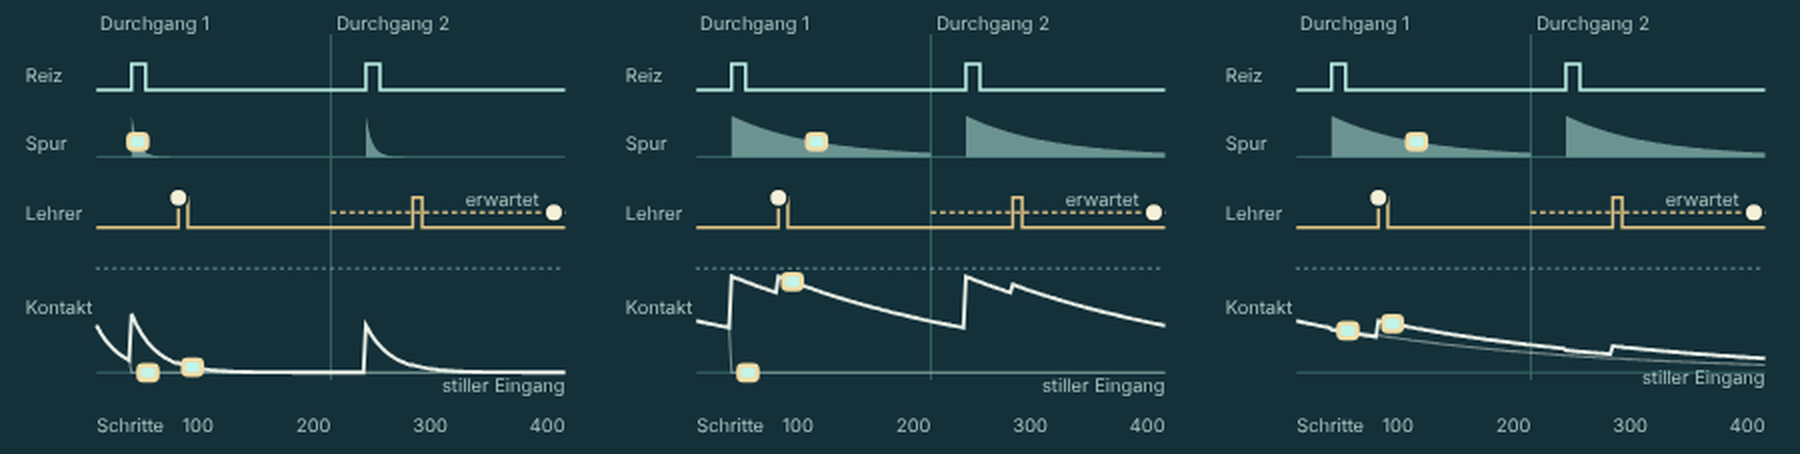 Durchgang 1
Durchgang 2
Reiz
Spur
erwartet
Lehrer
Kontakt
stiller Eingang
Schritte 100 200 300 400
Durchgang 1
Durchgang 2
Reiz
Spur
erwartet
Lehrer
Kontakt
stiller Eingang
Schritte 100 200 300 400
Durchgang 1
Durchgang 2
Reiz
Spur
erwartet
Lehrer
Kontakt
stiller Eingang
Schritte 100 200 300 400